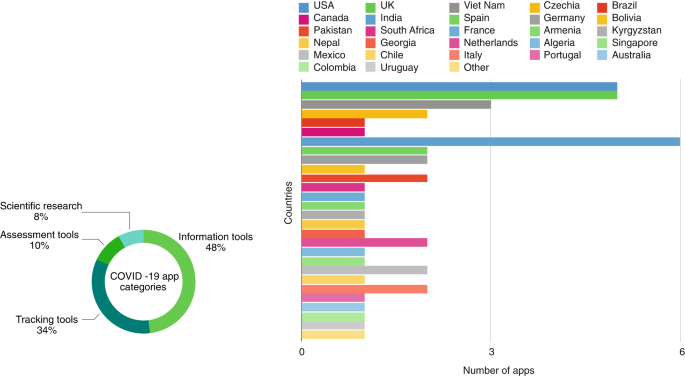 USA UK Viet Nam Czechia Brazil
Canada India Spain Germany Bolivia
Pakistan South Africa France Armenia Kyrgyzstan
Nepal Georgia Netherlands Algeria Singapore
Mexico Chile Italy Portugal Australia
Colombia Uruguay Other
Scientific research
8%
Assessment tools
10%
Information tools
48%
COVID -19 app
categories
Tracking tools
34%
Countries
0 3 6
Number of apps